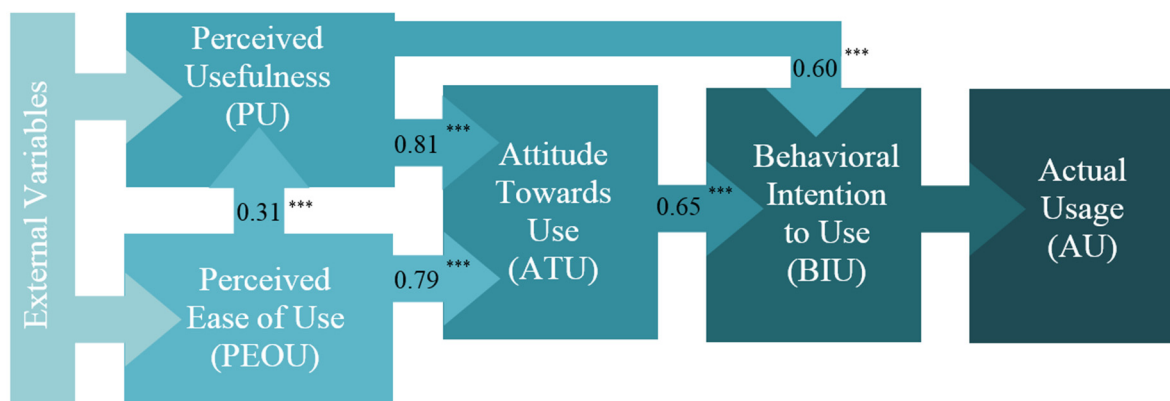 External Variables
Perceived
Usefulness
(PU)
0.31 ***
Perceived
Ease of Use
(PEOU)
0.81 ***
0.79 ***
Attitude
Towards
Use
(ATU)
0.60 ***
0.65 ***
Behavioral
Intention
to Use
(BIU)
Actual
Usage
(AU)